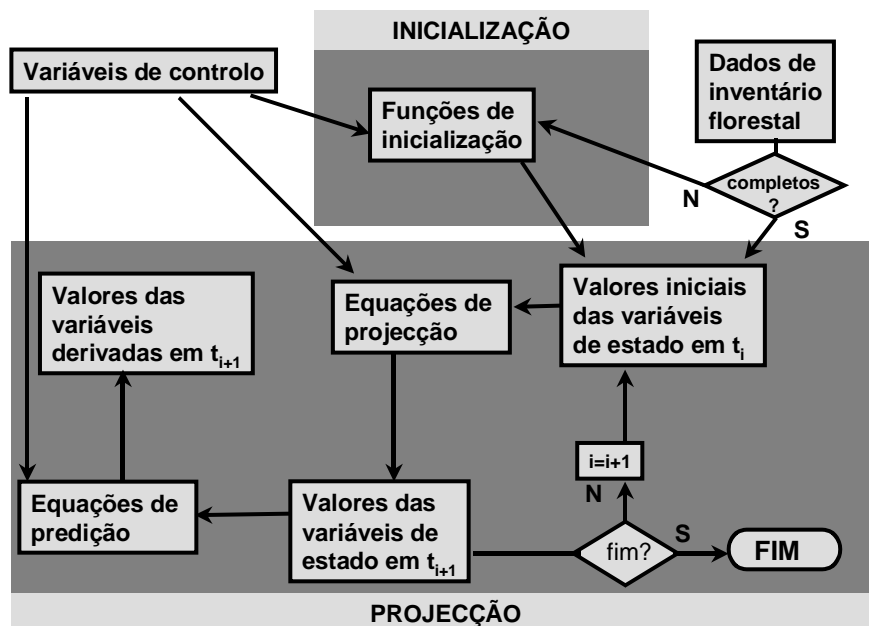 INICIALIZAÇÃO
Variáveis de controlo
Funções de
inicialização
Dados de
inventário
florestal
completos
?
N
S
Valores das
variáveis
derivadas em ti+1
Equações de
projecção
Valores iniciais
das variáveis
de estado em ti
i=i+1
N
Equações de
predição
Valores das
variáveis de
estado em ti+1
fim?
S
FIM
PROJECÇÃO